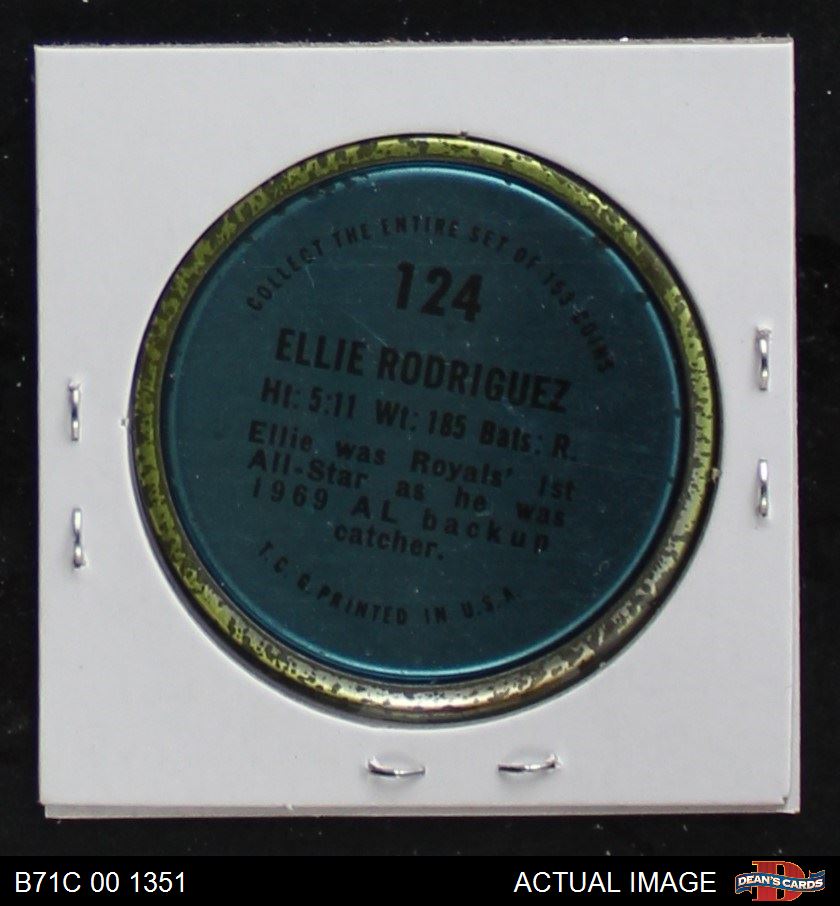 COLLECT THE ENTIRE SET OF 153 COINS
124
ELLIE RODRIGUEZ
Ht: 5:11 Wt: 185 Bats: R.
Ellie was Royals' 1st
All-Star as he was
1969 AL backup
catcher.
T.C.G. PRINTED IN U.S.A.
B71C 00 1351
ACTUAL IMAGE
D
DEAN'S CARDS